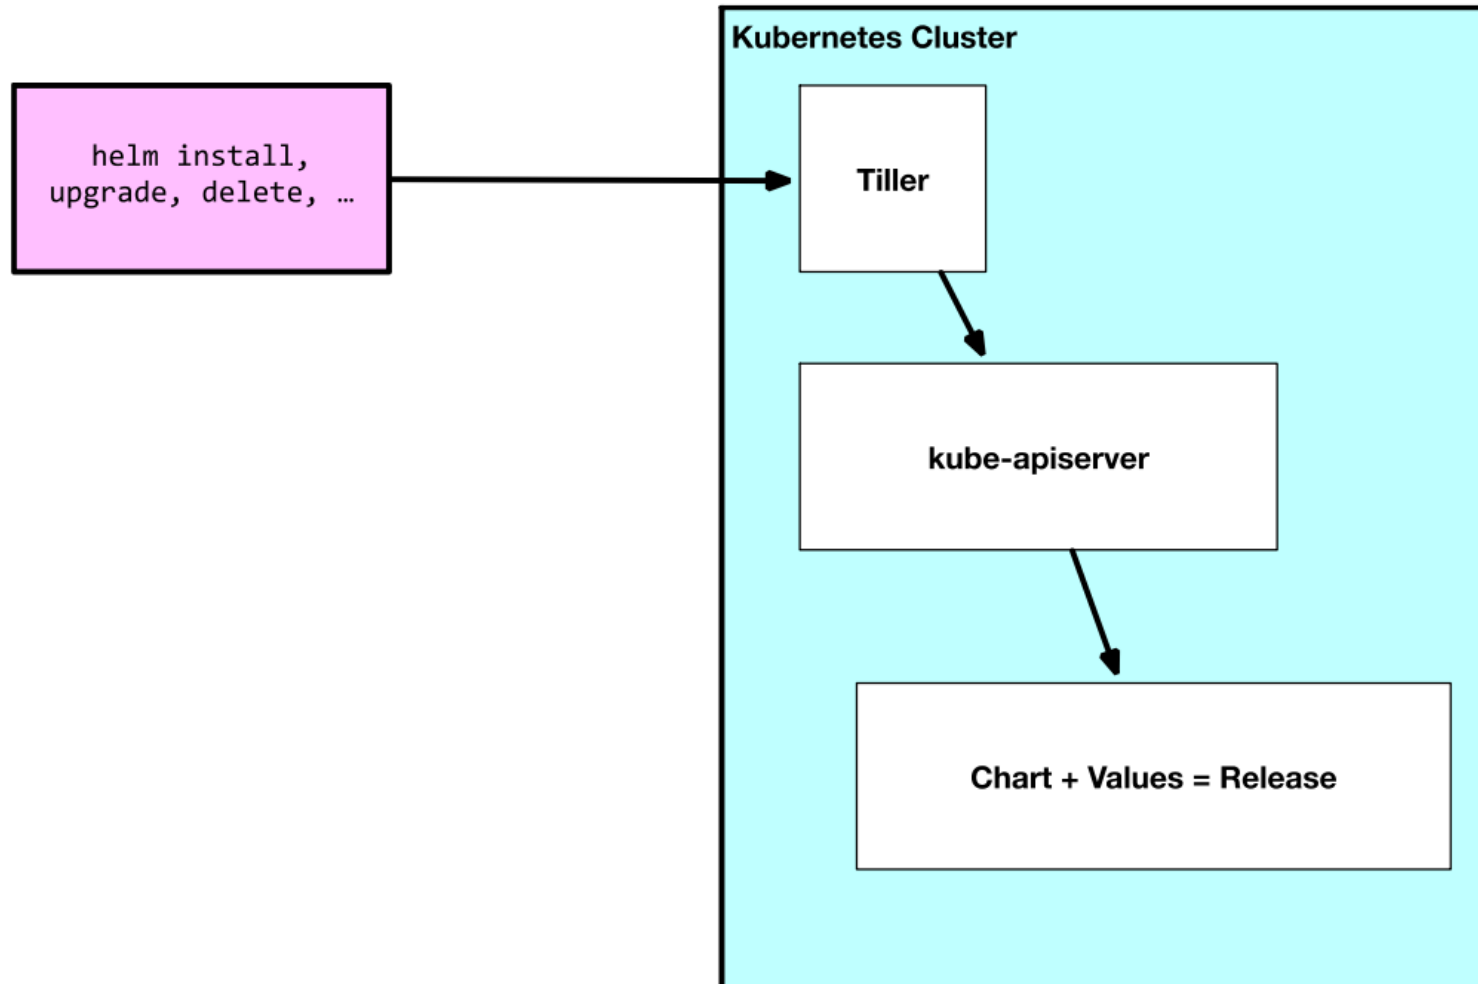 Kubernetes Cluster
helm install,
upgrade, delete, …
Tiller
kube-apiserver
Chart + Values = Release